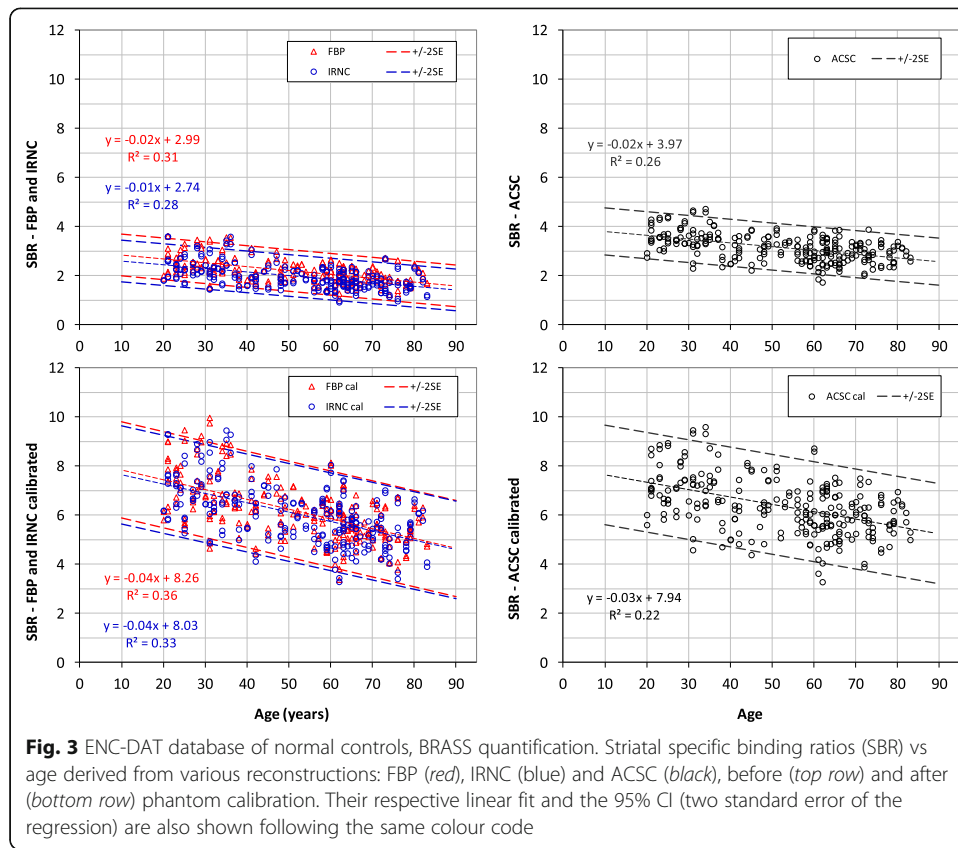 12
10
8
6
4
2
0
SBR - FBP and IRNC
FBP +/-2SE
IRNC +/-2SE
y = -0.02x + 2.99
R² = 0.31
y = -0.01x + 2.74
R² = 0.28
0 10 20 30 40 50 60 70 80 90
12
10
8
6
4
2
0
SBR - ACSC
ACSC +/-2SE
y = -0.02x + 3.97
R² = 0.26
0 10 20 30 40 50 60 70 80 90
12
10
8
6
4
2
0
SBR - FBP and IRNC calibrated
FBP cal +/-2SE
IRNC cal +/-2SE
y = -0.04x + 8.26
R² = 0.36
y = -0.04x + 8.03
R² = 0.33
0 10 20 30 40 50 60 70 80 90
Age (years)
12
10
8
6
4
2
0
SBR - ACSC calibrated
ACSC cal +/-2SE
y = -0.03x + 7.94
R² = 0.22
0 10 20 30 40 50 60 70 80 90
Age
Fig. 3 ENC-DAT database of normal controls, BRASS quantification. Striatal specific binding ratios (SBR) vs
age derived from various reconstructions: FBP (red), IRNC (blue) and ACSC (black), before (top row) and after
(bottom row) phantom calibration. Their respective linear fit and the 95% CI (two standard error of the
regression) are also shown following the same colour code